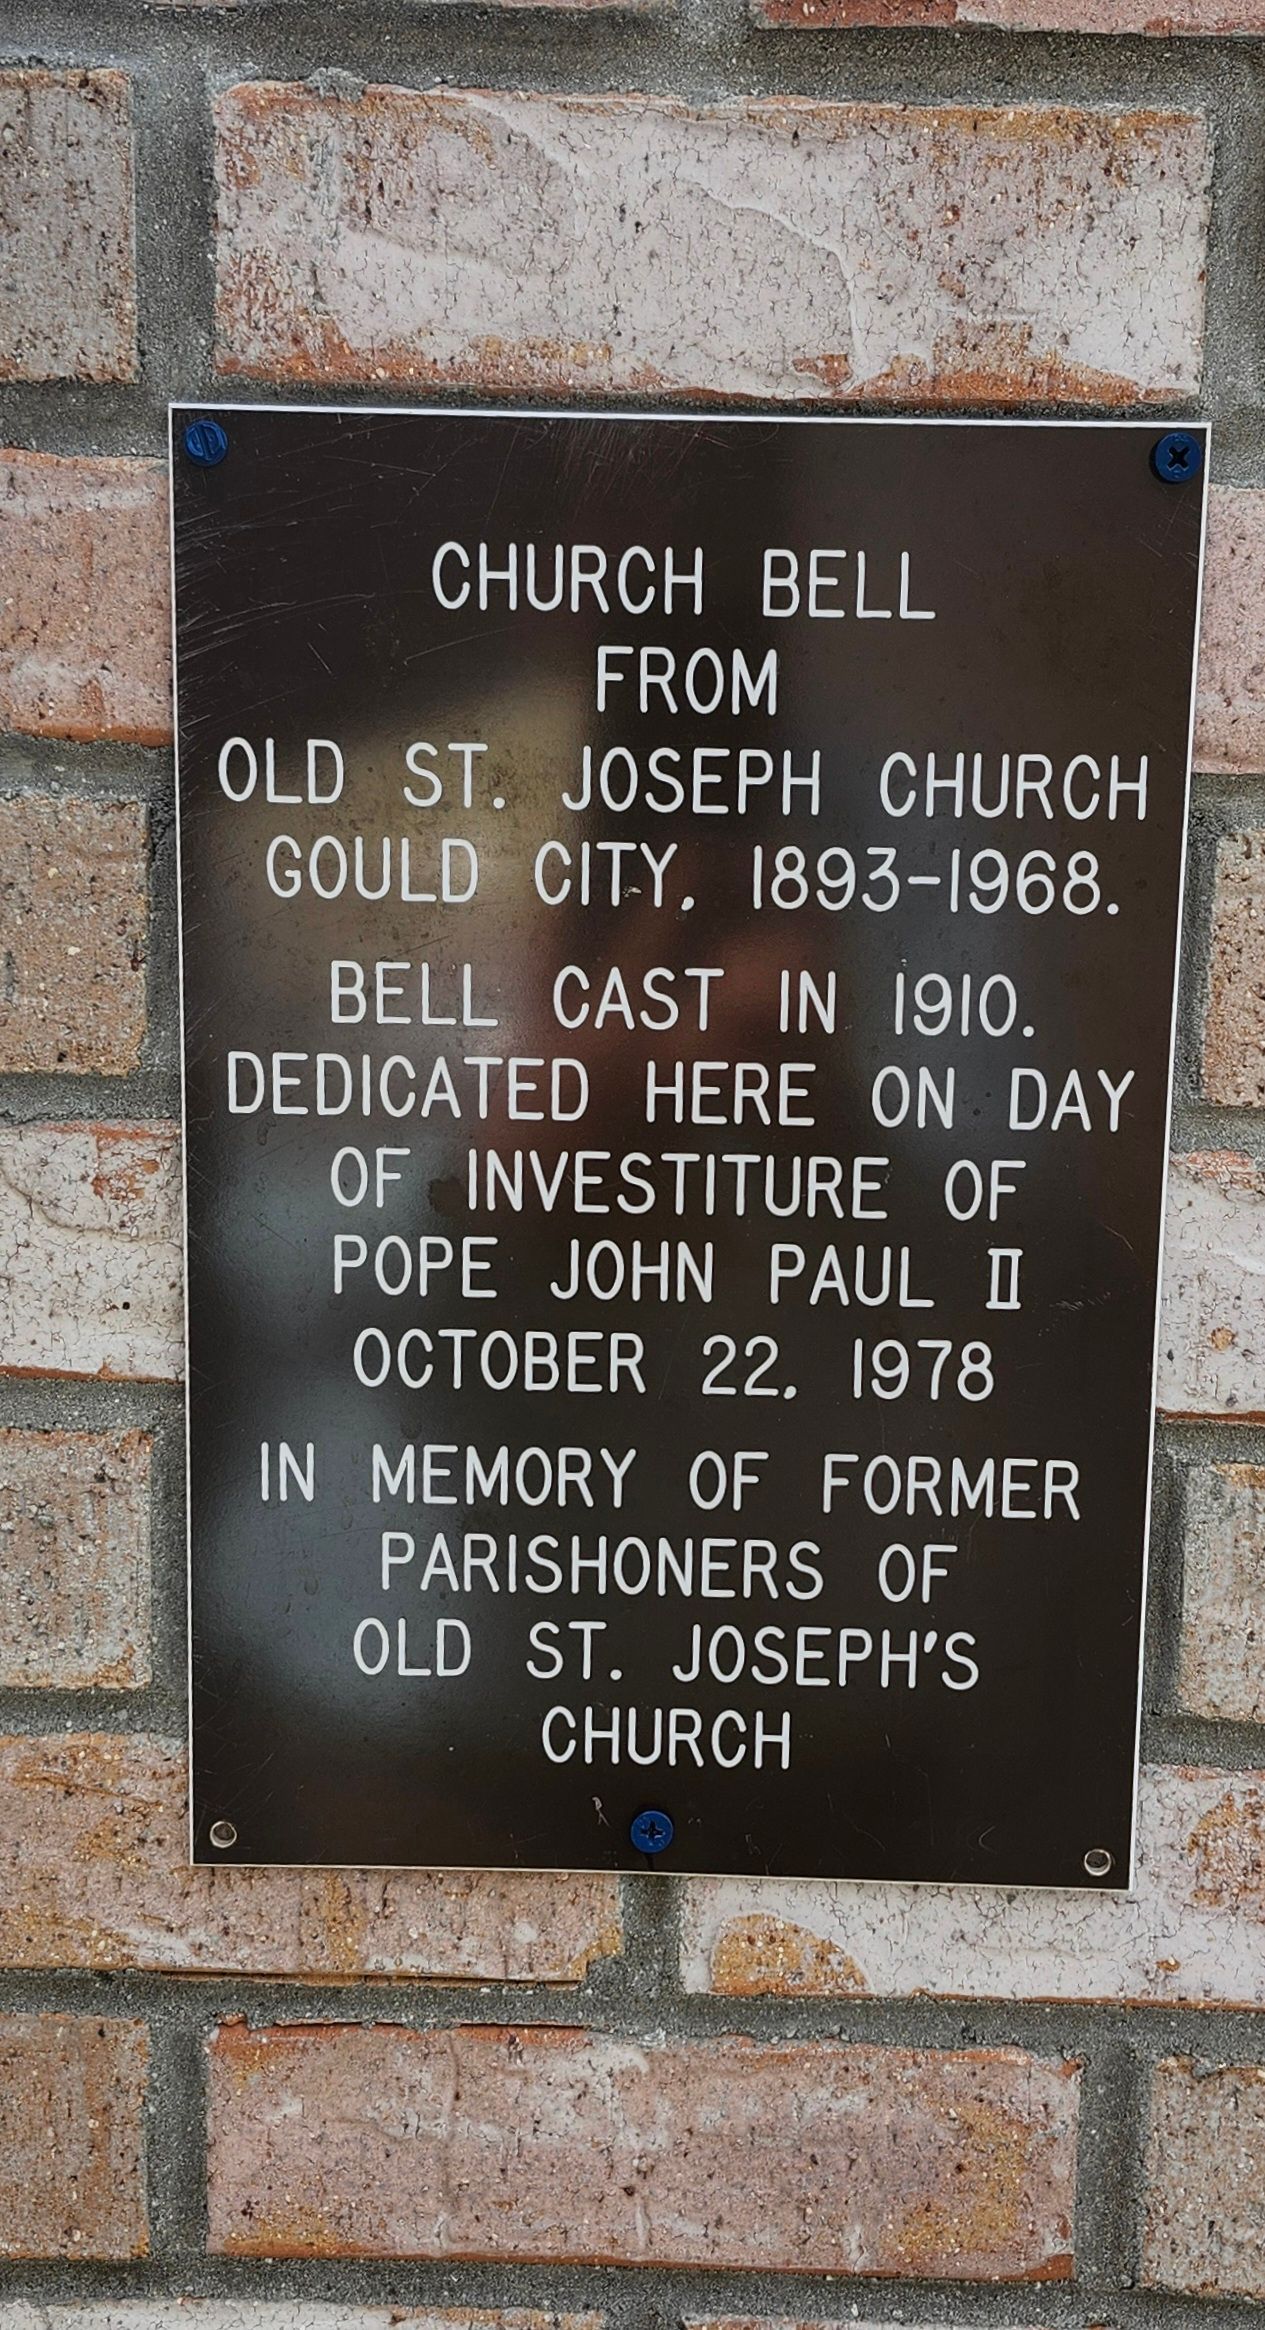 CHURCH BELL
FROM
OLD ST. JOSEPH CHURCH
GOULD CITY, 1893-1968.
BELL CAST IN 1910.
DEDICATED HERE ON DAY
OF INVESTITURE OF
POPE JOHN PAUL II
OCTOBER 22, 1978
IN MEMORY OF FORMER
PARISHONERS OF
OLD ST. JOSEPH'S
CHURCH